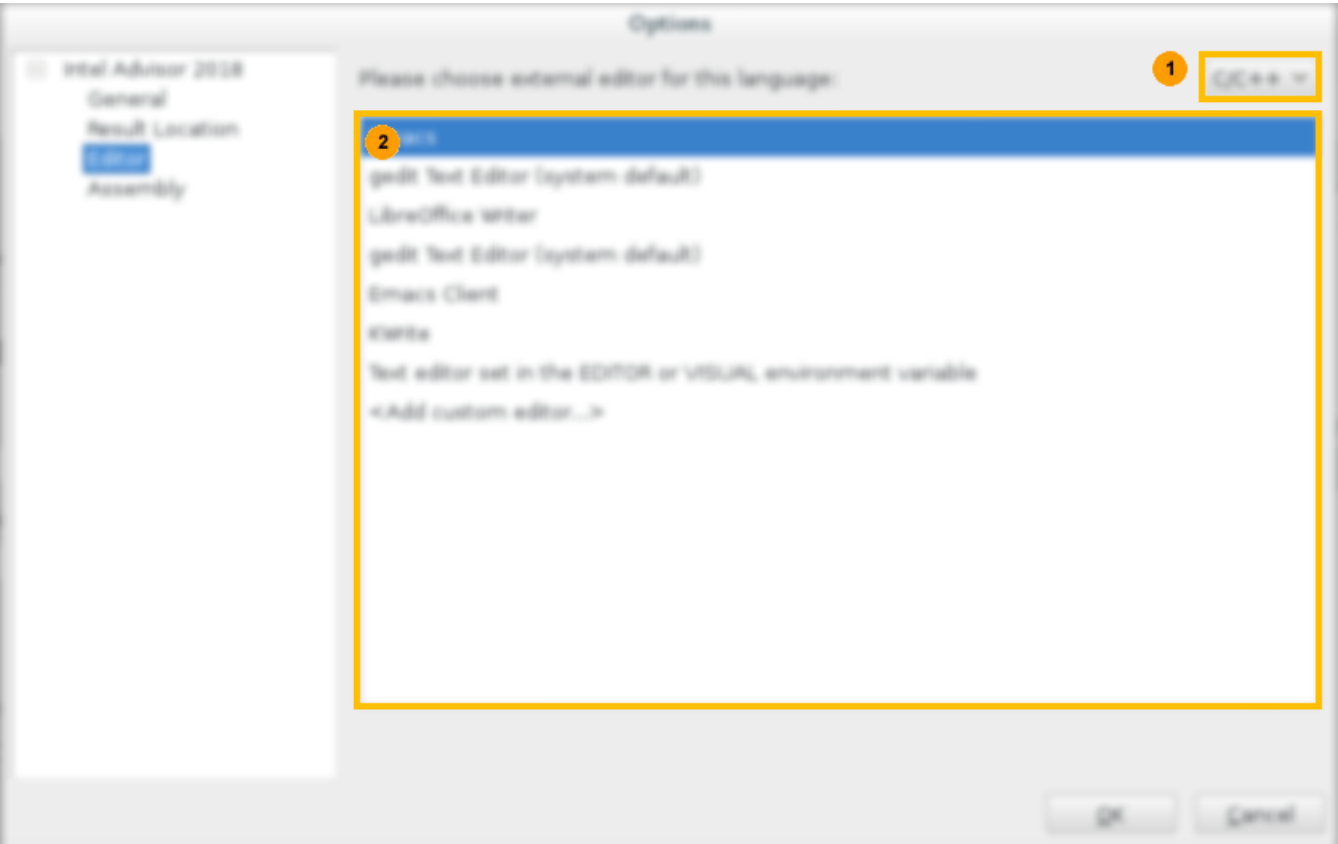 Options
Intel Advisor 2018
General
Result Location
Editor
Assembly
Please choose external editor for this language:
1
C/C++
2
gedit Text Editor (system default)
LibreOffice Writer
gedit Text Editor (system default)
Emacs Client
KWrite
Text editor set in the EDITOR or VISUAL environment variable
<Add custom editor...>
OK
Cancel